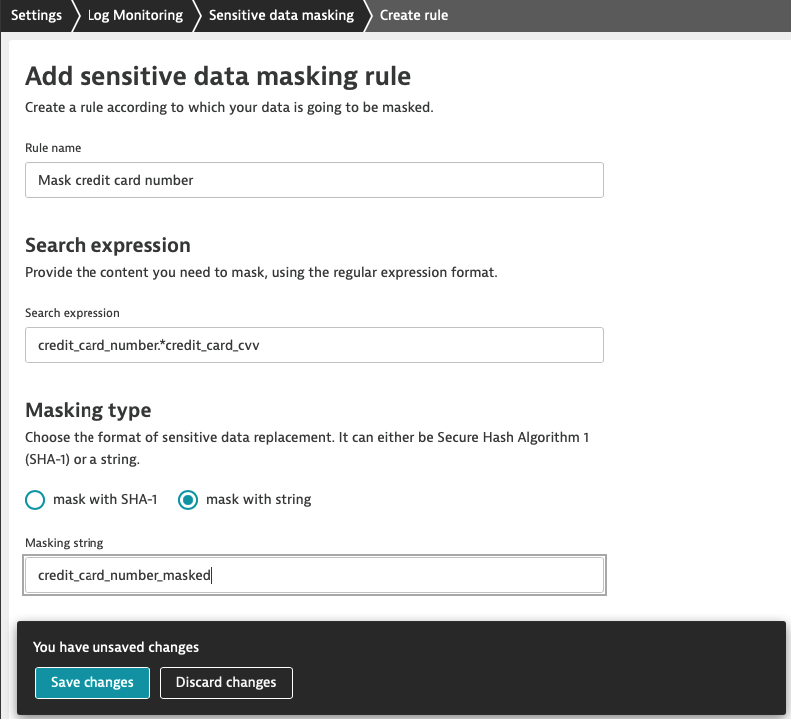 Settings Log Monitoring Sensitive data masking Create rule
Add sensitive data masking rule
Create a rule according to which your data is going to be masked.
Rule name
Mask credit card number
Search expression
Provide the content you need to mask, using the regular expression format.
Search expression
credit_card_number.*credit_card_cvv
Masking type
Choose the format of sensitive data replacement. It can either be Secure Hash Algorithm 1
(SHA-1) or a string.
mask with SHA-1 mask with string
Masking string
credit_card_number_masked
You have unsaved changes
Save changes Discard changes